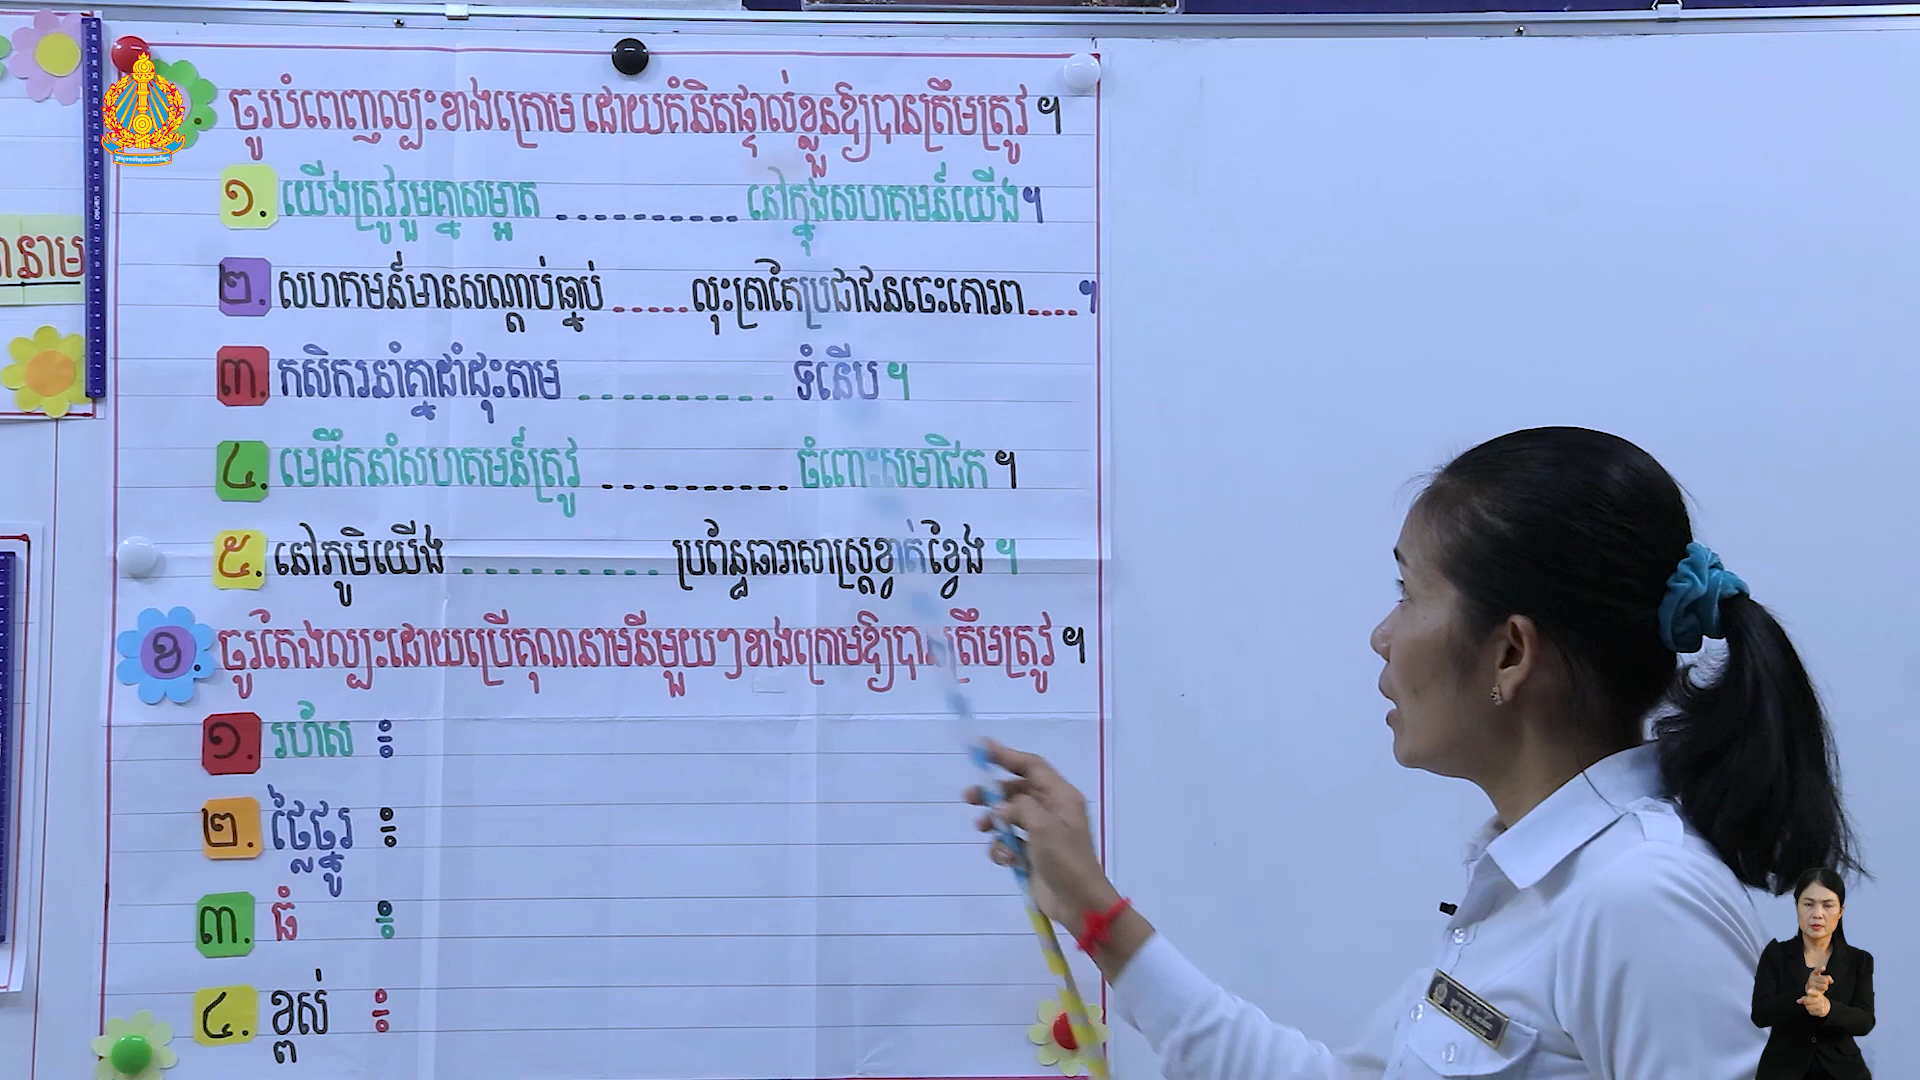 ចូរបំពេញល្បះខាងក្រោម ដោយគំនិតផ្ទាល់ខ្លួនឱ្យបានត្រឹមត្រូវ ។
១. យើងត្រូវរួមគ្នាសម្អាត ........... នៅក្នុងសហគមន៍យើង។
២. សហគមន៍មានសណ្ដាប់ធ្នាប់ ..... លុះត្រាតែប្រជាជនចេះគោរព.... ។
៣. កសិករនាំគ្នាដាំដុះតាម .......... ទំនើប ។
៤. មេដឹកនាំសហគមន៍ត្រូវ .......... ចំពោះសមាជិក ។
៥. នៅភូមិយើង .......... ប្រព័ន្ធធារាសាស្ត្រខ្វាត់ខ្វែង ។
ខ. ចូរតែងល្បះដោយប្រើគុណនាមនីមួយៗខាងក្រោមឱ្យបានត្រឹមត្រូវ ។
១. រហ័ស ៖
២. ថ្លៃថ្នូរ ៖
៣. ធំ ៖
៤. ខ្ពស់ ៖